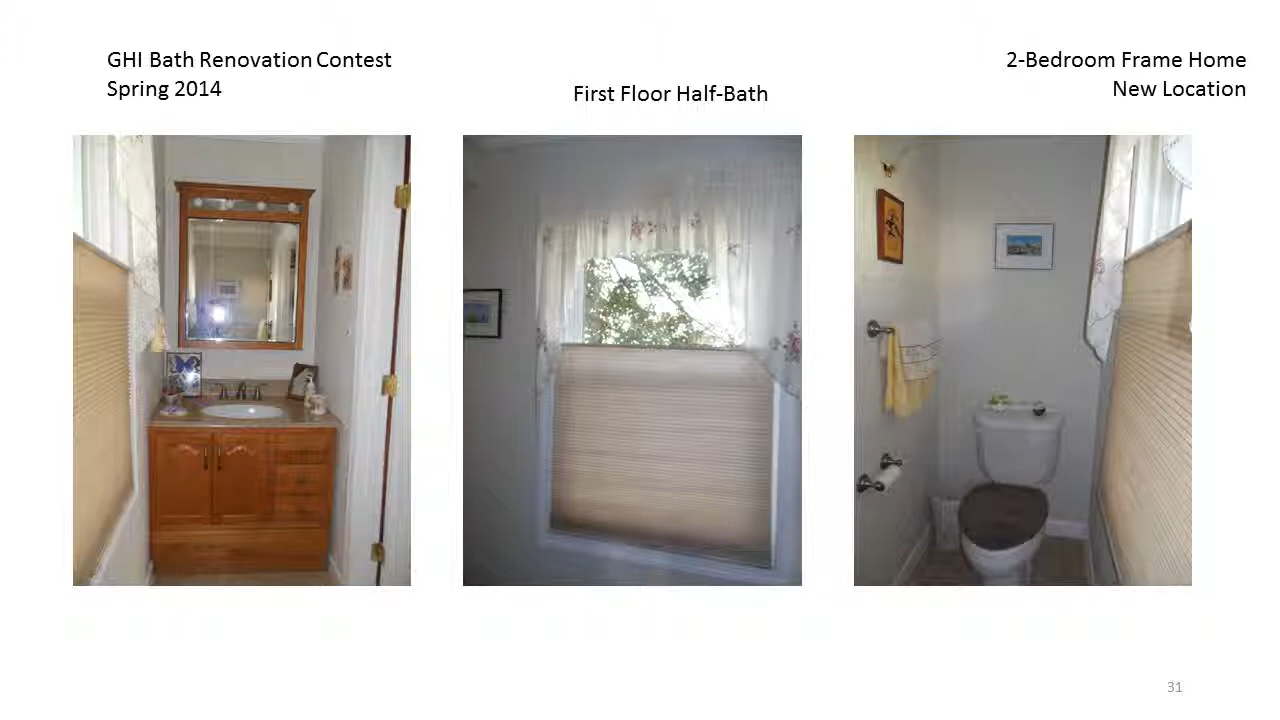 GHI Bath Renovation Contest
Spring 2014
First Floor Half-Bath
2-Bedroom Frame Home
New Location
31